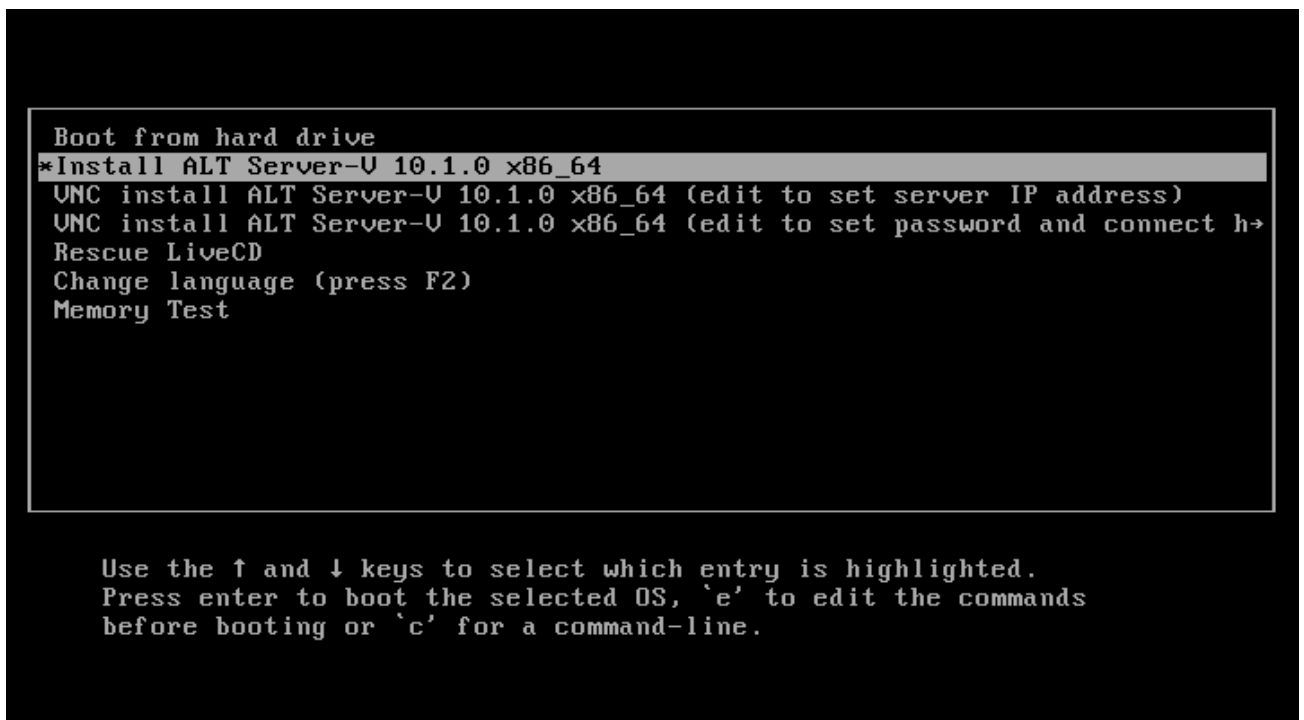 Boot from hard drive
*Install ALT Server-V 10.1.0 x86_64
VNC install ALT Server-V 10.1.0 x86_64 (edit to set server IP address)
VNC install ALT Server-V 10.1.0 x86_64 (edit to set password and connect h→
Rescue LiveCD
Change language (press F2)
Memory Test
Use the ↑ and ↓ keys to select which entry is highlighted.
Press enter to boot the selected OS, `e' to edit the commands
before booting or `c' for a command-line.